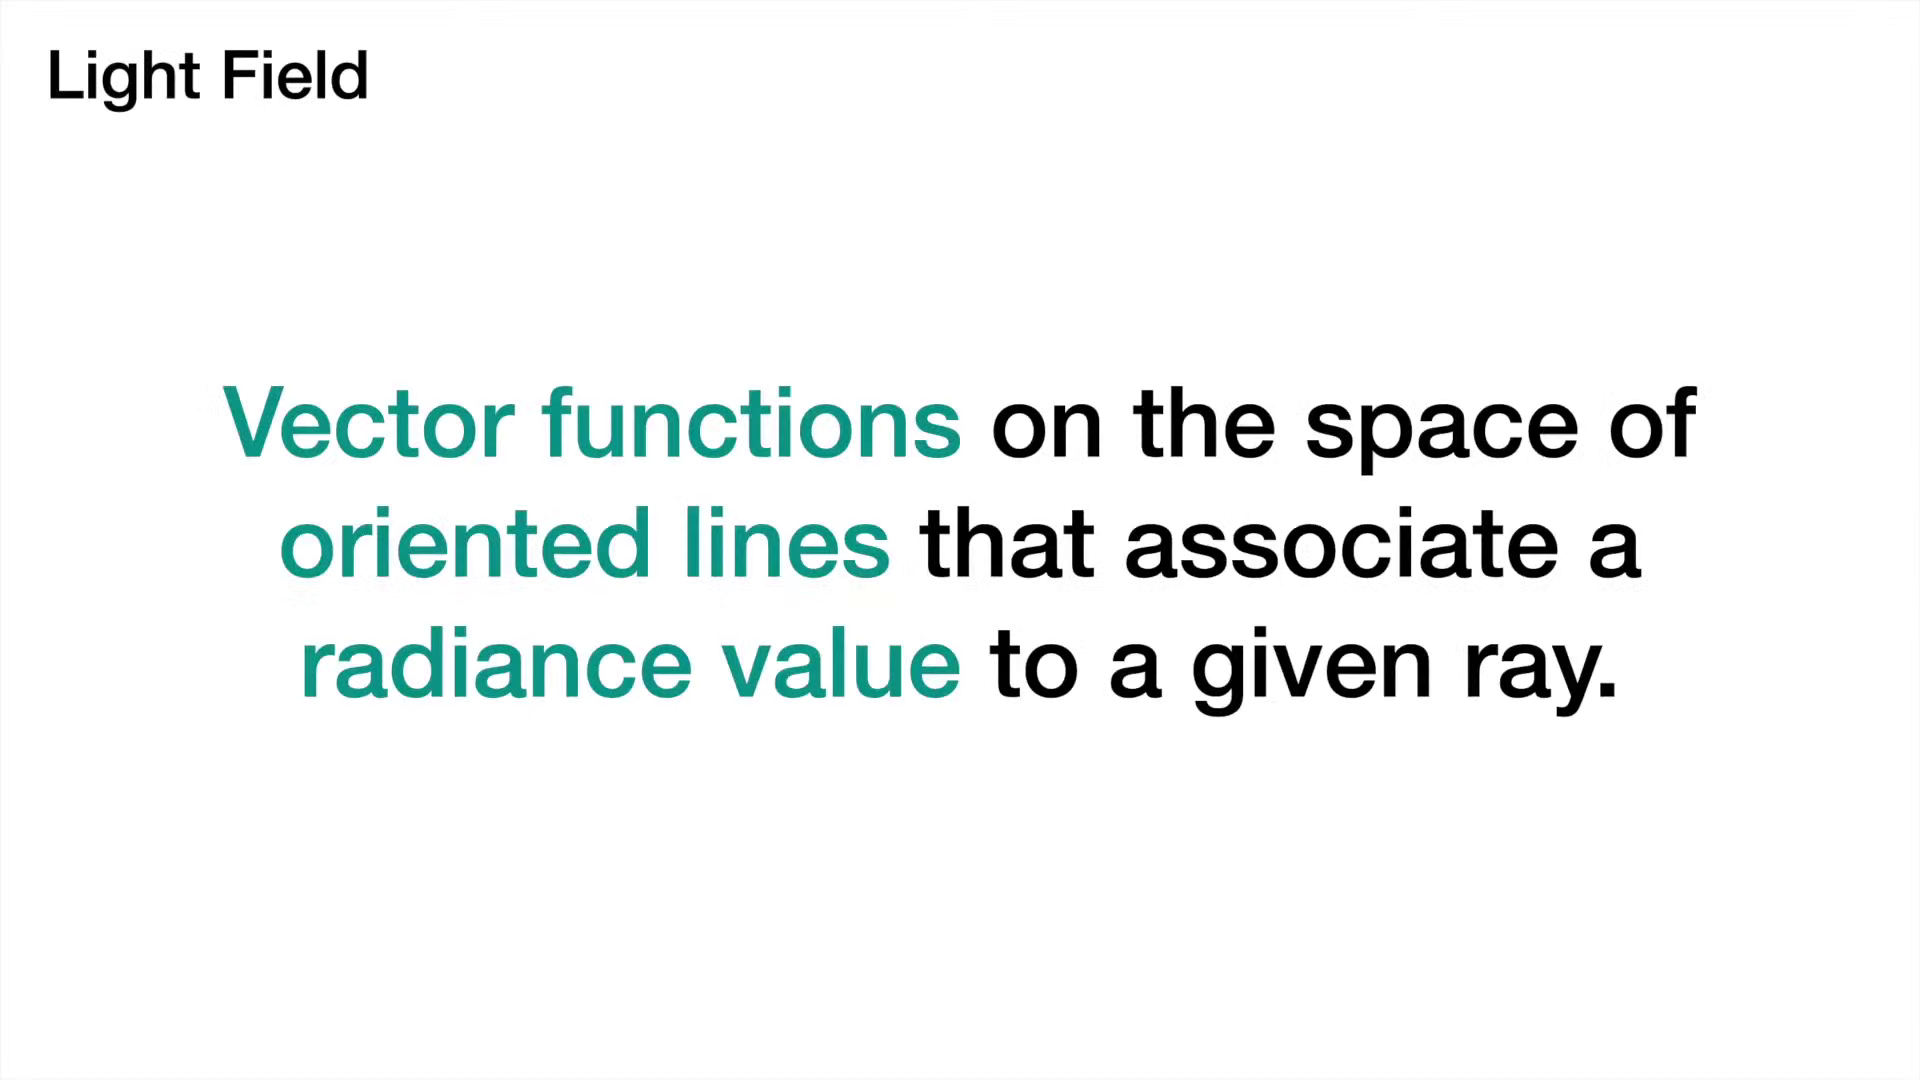 Light Field
Vector functions on the space of
oriented lines that associate a
radiance value to a given ray.